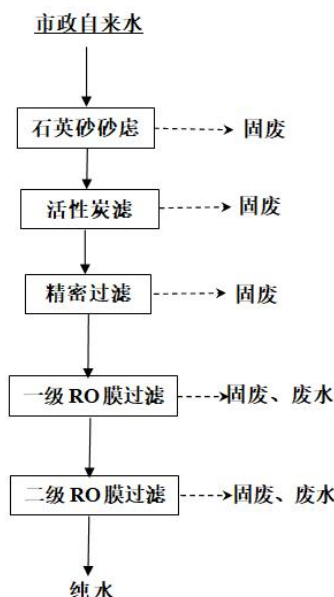 市政自来水
石英砂砂虑
固废
活性炭滤
固废
精密过滤
固废
一级RO膜过滤
固废、废水
二级RO膜过滤
固废、废水
纯水